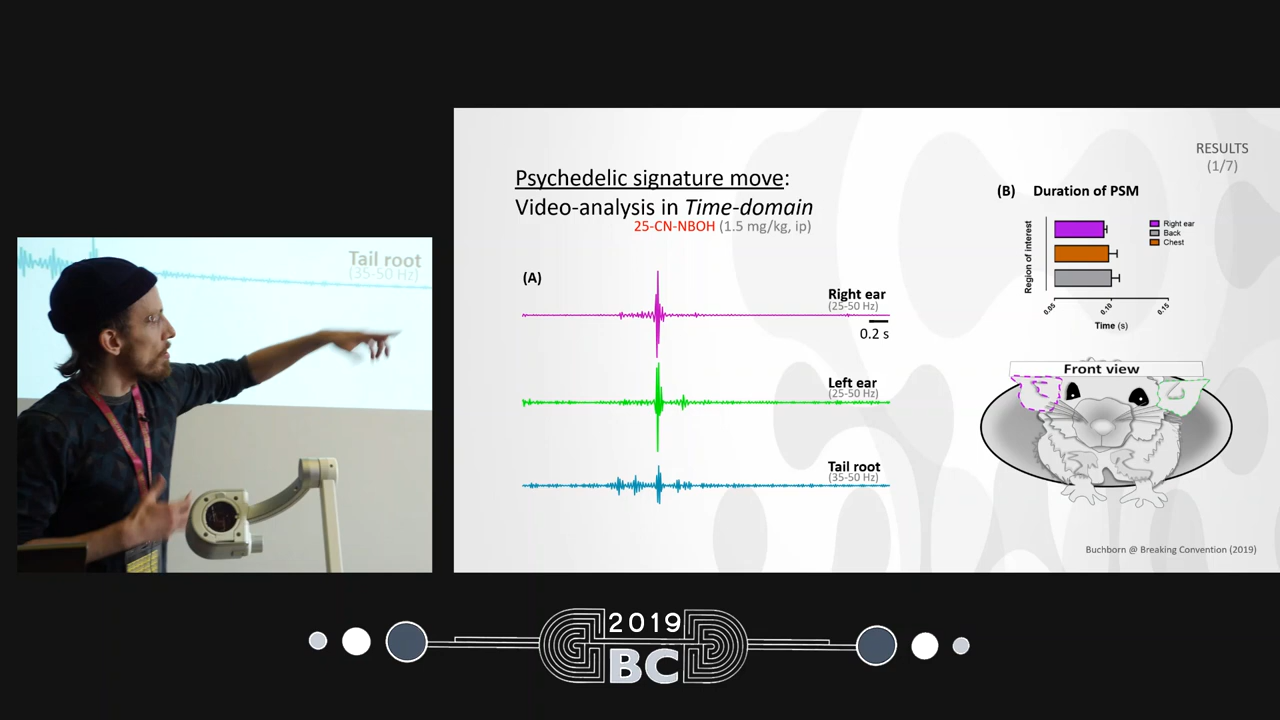 Tail root
(35-50 Hz)
RESULTS
(1/7)
Psychedelic signature move:
Video-analysis in Time-domain
25-CN-NBOH (1.5 mg/kg, ip)
(A)
Right ear
(25-50 Hz)
0.2 s
Left ear
(25-50 Hz)
Tail root
(35-50 Hz)
(B) Duration of PSM
Region of interest
Right ear
Back
Chest
0.05 0.10 0.15
Time (s)
Front view
Buchborn @ Breaking Convention (2019)
2019
BC